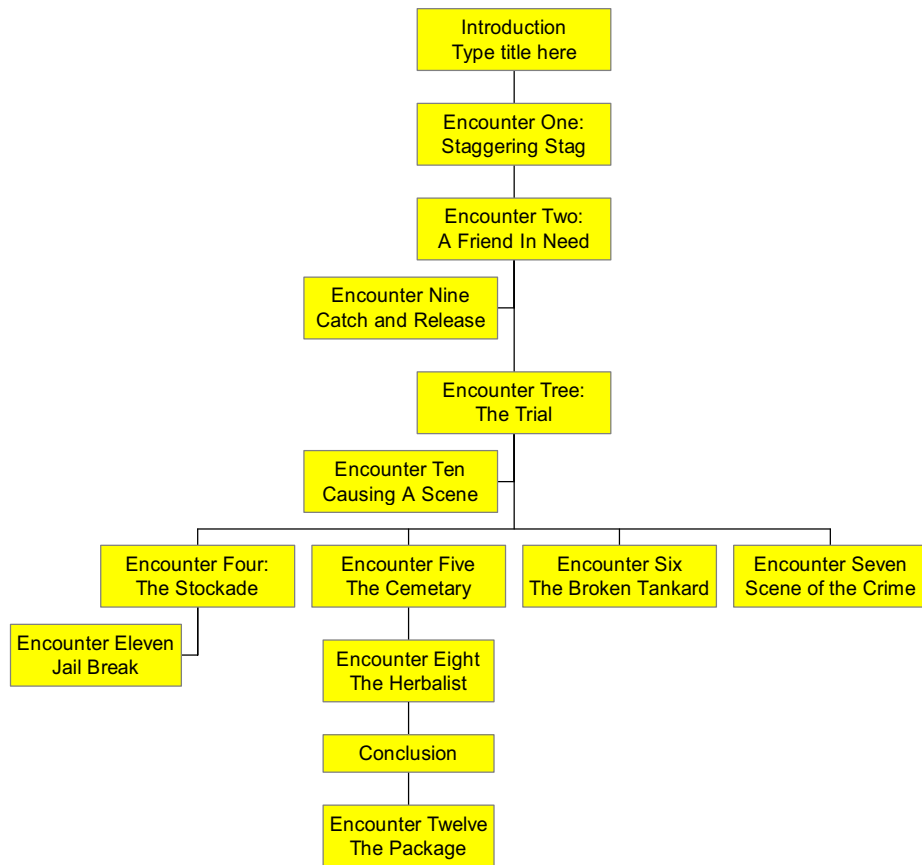 Introduction
Type title here
Encounter One:
Staggering Stag
Encounter Two:
A Friend In Need
Encounter Nine
Catch and Release
Encounter Tree:
The Trial
Encounter Ten
Causing A Scene
Encounter Four:
The Stockade
Encounter Five
The Cemetary
Encounter Six
The Broken Tankard
Encounter Seven
Scene of the Crime
Encounter Eleven
Jail Break
Encounter Eight
The Herbalist
Conclusion
Encounter Twelve
The Package